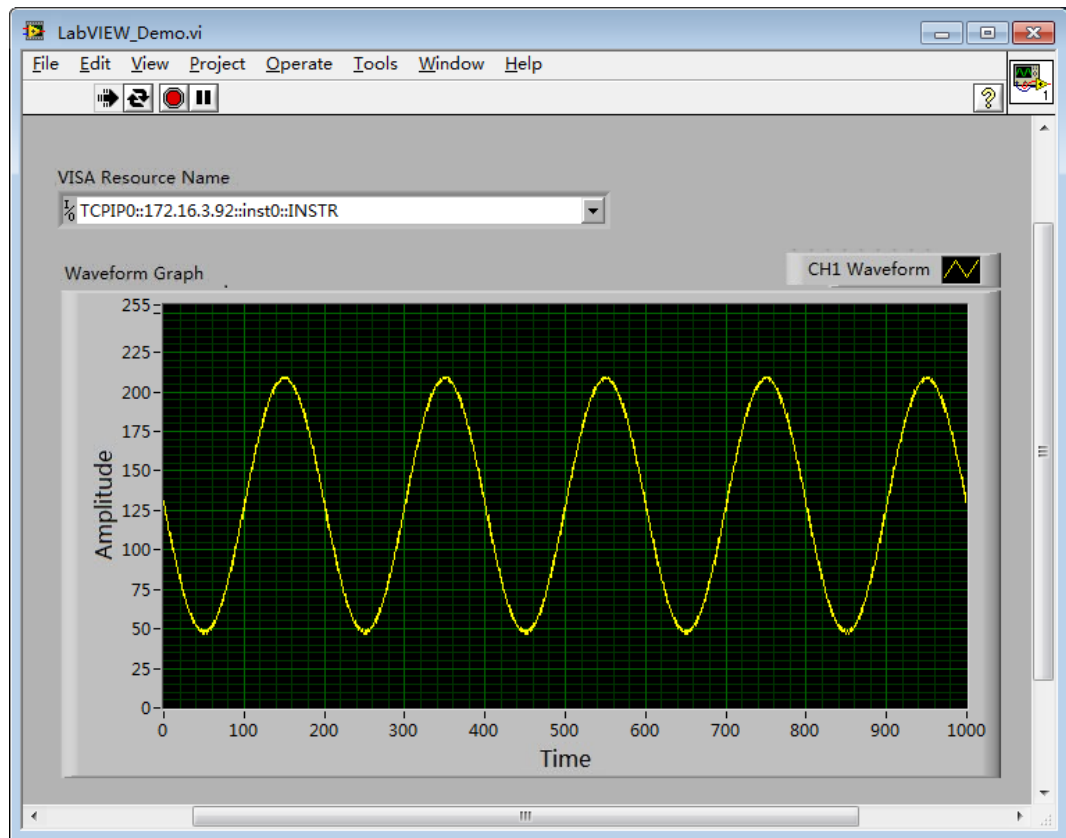 LabVIEW_Demo.vi
File Edit View Project Operate Tools Window Help
1
VISA Resource Name
I/O TCPIP0::172.16.3.92::inst0::INSTR
Waveform Graph
CH1 Waveform
255
225
200
175
150
125
100
75
50
25
0
Amplitude
0 100 200 300 400 500 600 700 800 900 1000
Time